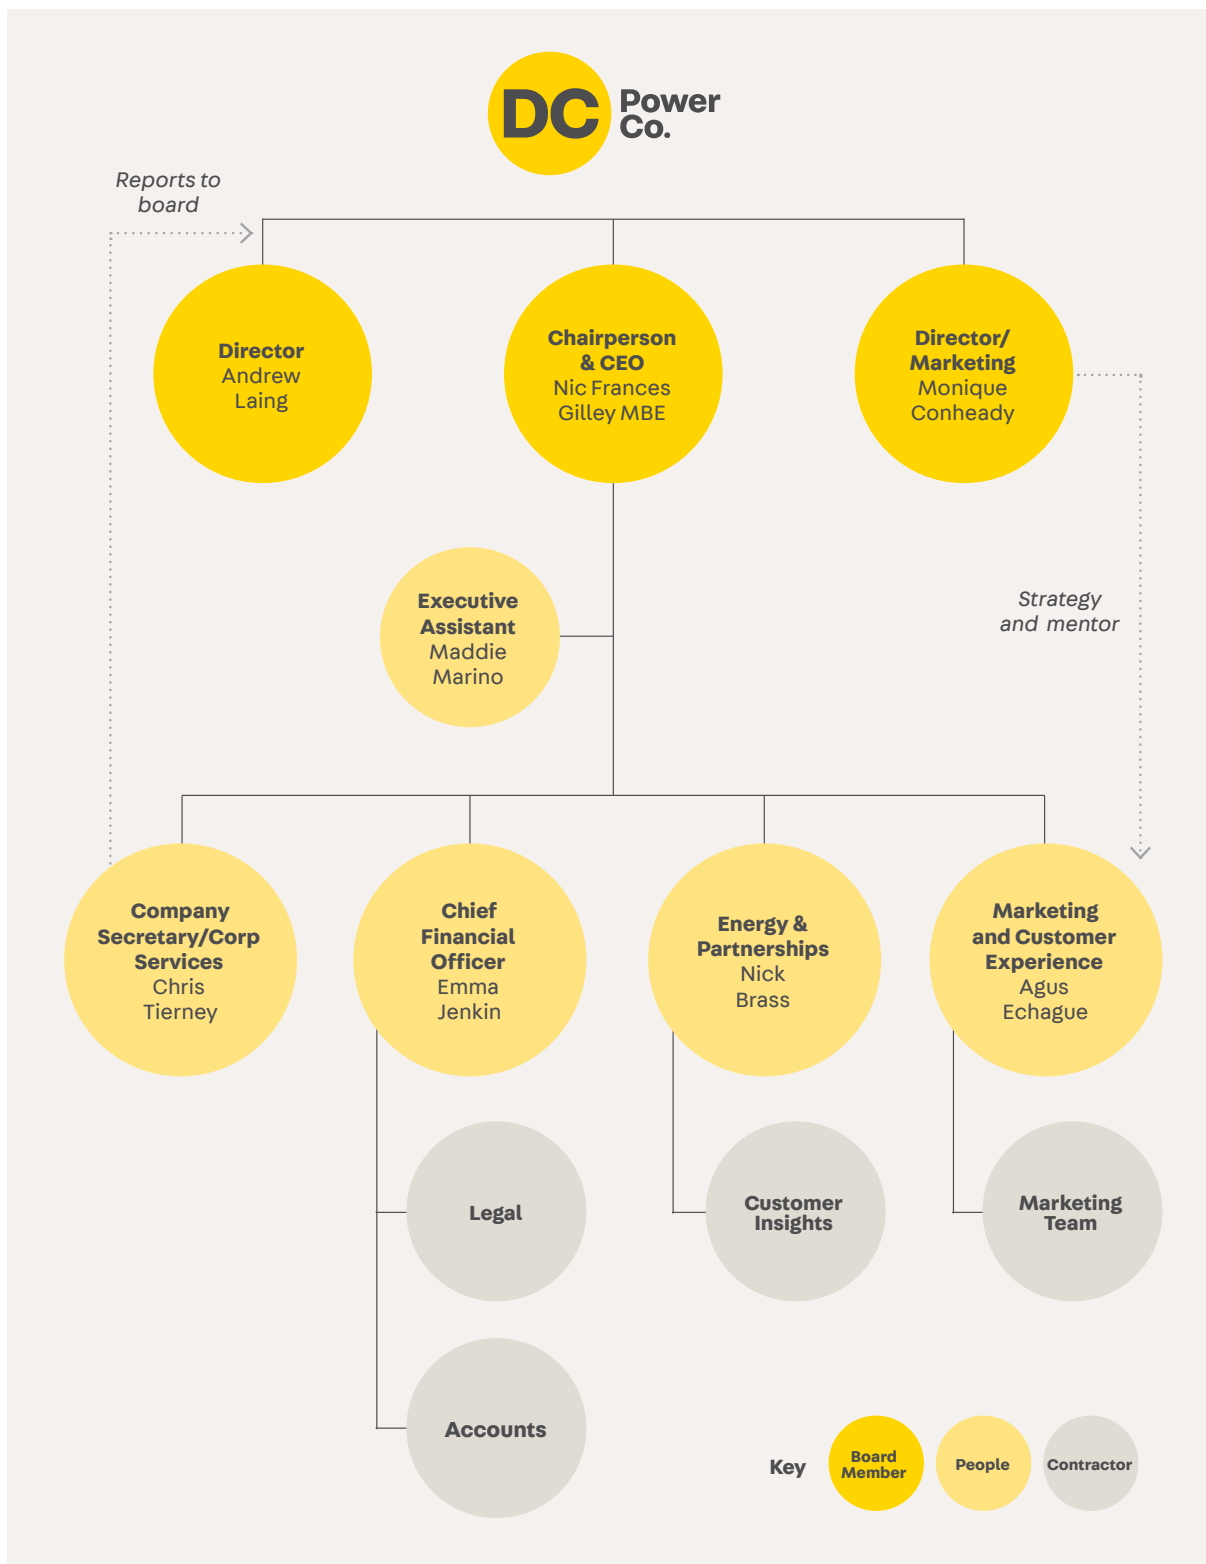 DC Power
Co.
Reports to
board
Director
Andrew
Laing
Chairperson
& CEO
Nic Frances
Gilley MBE
Director/
Marketing
Monique
Conheady
Executive
Assistant
Maddie
Marino
Strategy
and mentor
Company
Secretary/Corp
Services
Chris
Tierney
Chief
Financial
Officer
Emma
Jenkin
Energy &
Partnerships
Nick
Brass
Marketing
and Customer
Experience
Agus
Echague
Legal
Customer
Insights
Marketing
Team
Accounts
Key
Board
Member
People
Contractor